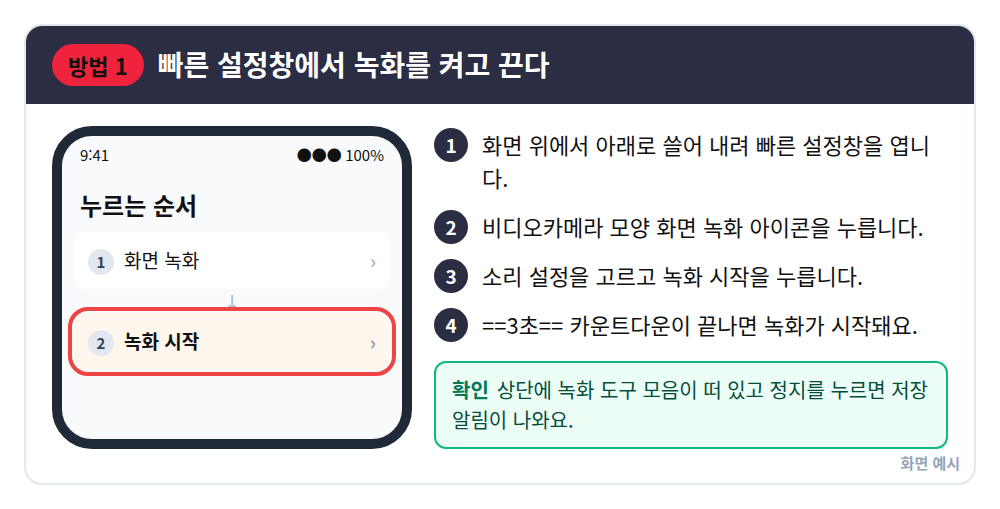 방법 1 빠른 설정창에서 녹화를 켜고 끈다
9:41 ●●● 100%
누르는 순서
1 화면 녹화 ›
↓
2 녹화 시작 ›
1 화면 위에서 아래로 쓸어 내려 빠른 설정창을 엽니
다.
2 비디오카메라 모양 화면 녹화 아이콘을 누릅니다.
3 소리 설정을 고르고 녹화 시작을 누릅니다.
4 ==3초== 카운트다운이 끝나면 녹화가 시작돼요.
확인 상단에 녹화 도구 모음이 떠 있고 정지를 누르면 저장
알림이 나와요.
화면 예시